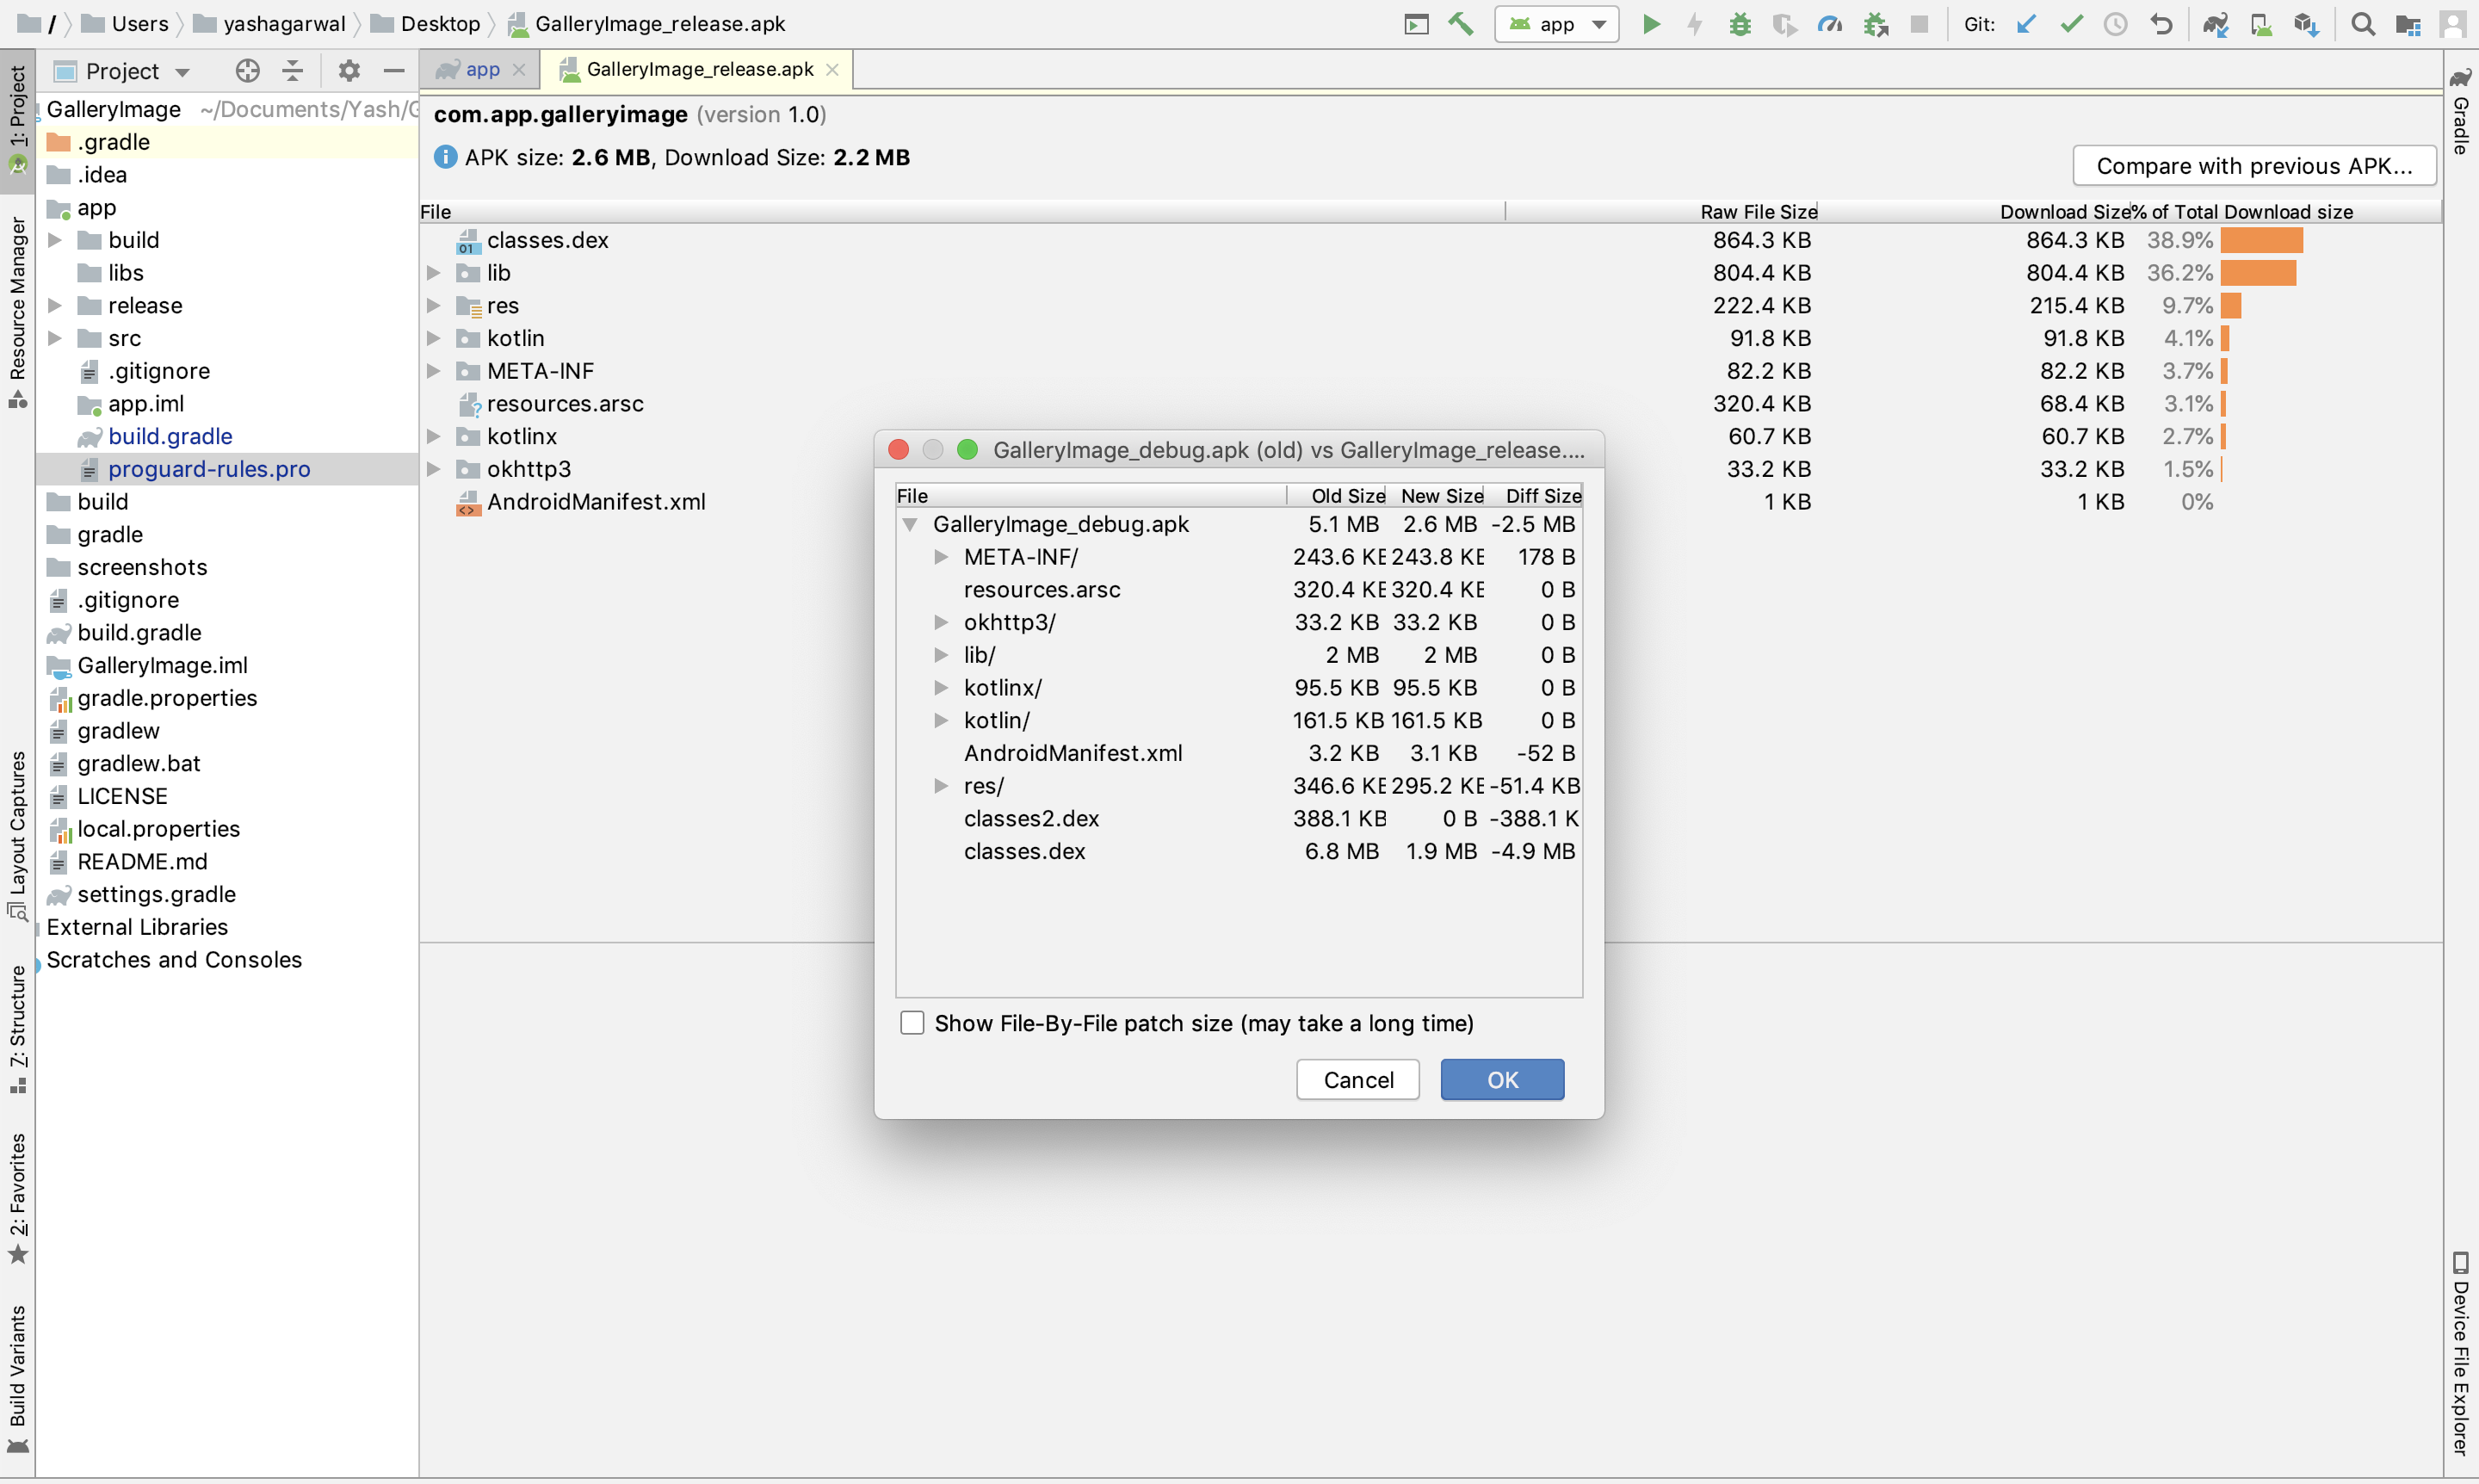 / Users yashagarwal Desktop GalleryImage_release.apk app Git:
1: Project
Resource Manager
Layout Captures
7: Structure
2: Favorites
Build Variants
Project
GalleryImage ~/Documents/Yash/G
.gradle
.idea
app
build
libs
release
src
.gitignore
app.iml
build.gradle
proguard-rules.pro
build
gradle
screenshots
.gitignore
build.gradle
GalleryImage.iml
gradle.properties
gradlew
gradlew.bat
LICENSE
local.properties
README.md
settings.gradle
External Libraries
Scratches and Consoles
app GalleryImage_release.apk
com.app.galleryimage (version 1.0)
APK size: 2.6 MB, Download Size: 2.2 MB
Compare with previous APK...
File Raw File Size Download Size % of Total Download size
classes.dex 864.3 KB 864.3 KB 38.9%
lib 804.4 KB 804.4 KB 36.2%
res 222.4 KB 215.4 KB 9.7%
kotlin 91.8 KB 91.8 KB 4.1%
META-INF 82.2 KB 82.2 KB 3.7%
resources.arsc 320.4 KB 68.4 KB 3.1%
kotlinx 60.7 KB 60.7 KB 2.7%
okhttp3 33.2 KB 33.2 KB 1.5%
AndroidManifest.xml 1 KB 1 KB 0%
GalleryImage_debug.apk (old) vs GalleryImage_release....
File Old Size New Size Diff Size
GalleryImage_debug.apk 5.1 MB 2.6 MB -2.5 MB
META-INF/ 243.6 KB 243.8 KB 178 B
resources.arsc 320.4 KB 320.4 KB 0 B
okhttp3/ 33.2 KB 33.2 KB 0 B
lib/ 2 MB 2 MB 0 B
kotlinx/ 95.5 KB 95.5 KB 0 B
kotlin/ 161.5 KB 161.5 KB 0 B
AndroidManifest.xml 3.2 KB 3.1 KB -52 B
res/ 346.6 KB 295.2 KB -51.4 KB
classes2.dex 388.1 KB 0 B -388.1 K
classes.dex 6.8 MB 1.9 MB -4.9 MB
Show File-By-File patch size (may take a long time)
Cancel OK
Gradle
Device File Explorer